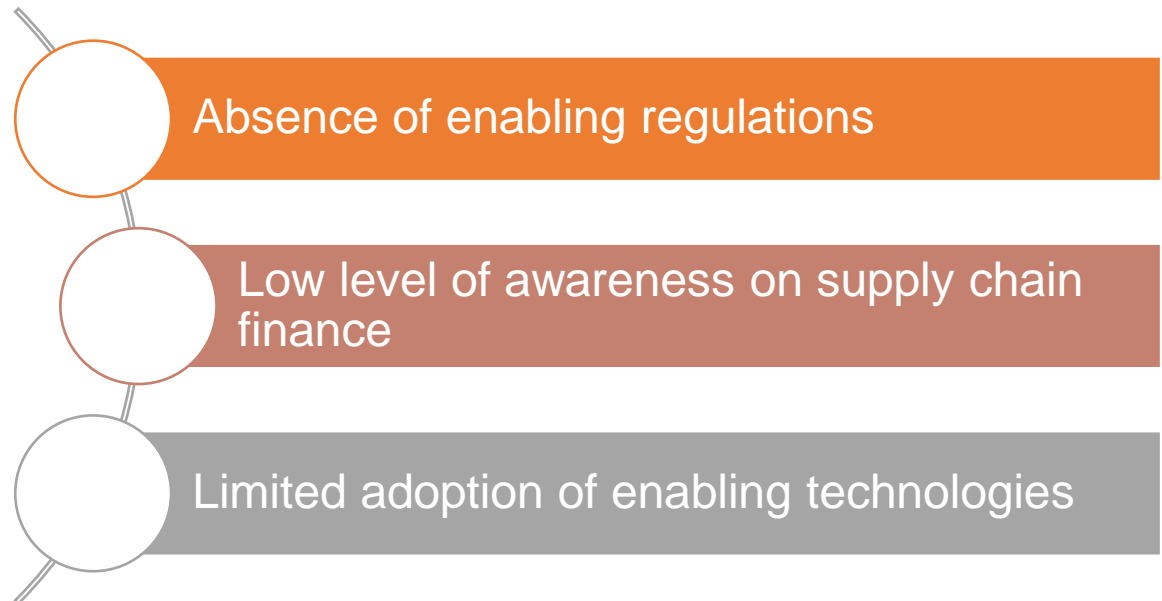 Absence of enabling regulations
Low level of awareness on supply chain
finance
Limited adoption of enabling technologies